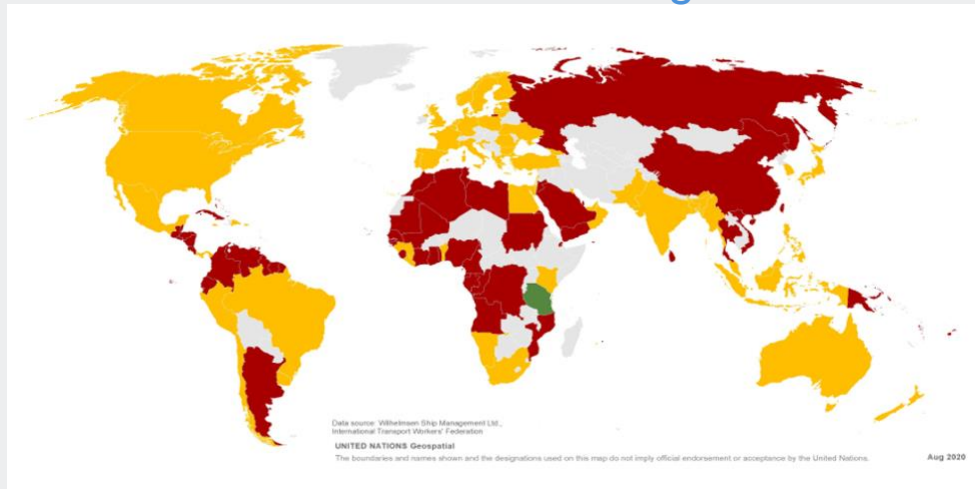 Data source: Wilhelmsen Ship Management Ltd.,
International Transport Workers' Federation
UNITED NATIONS Geospatial
The boundaries and names shown and the designations used on this map do not imply official endorsement or acceptance by the United Nations.
Aug 2020